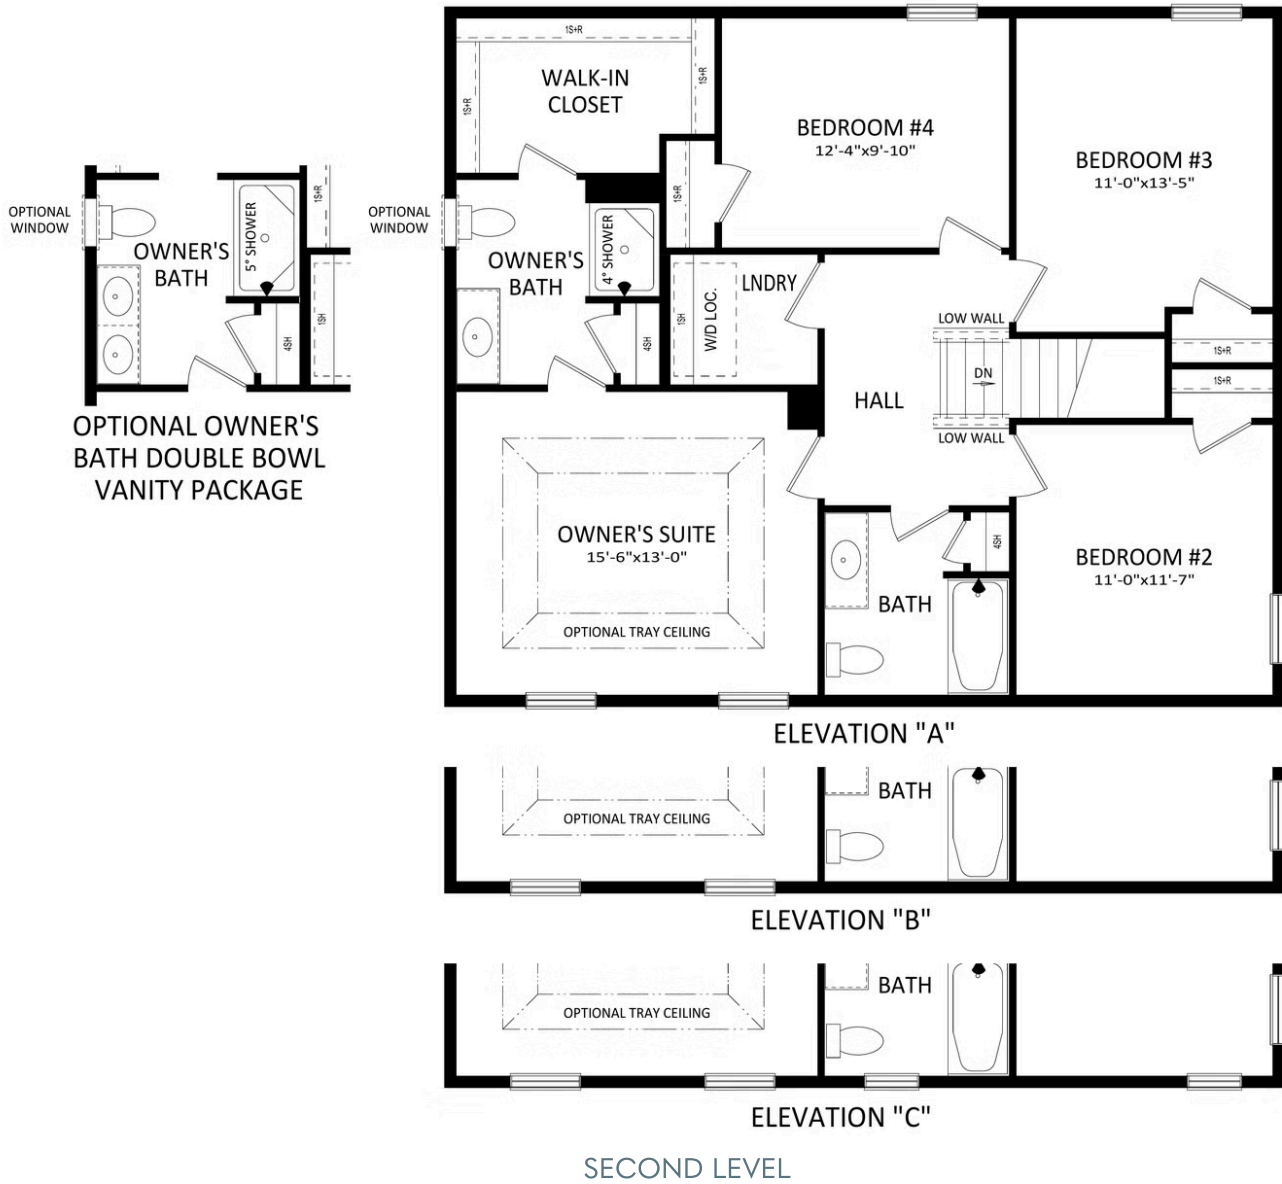 1S+R
WALK-IN
CLOSET
1S+R
1S+R
BEDROOM #4
12'-4"x9'-10"
BEDROOM #3
11'-0"x13'-5"
1S+R
1S+R
OPTIONAL
WINDOW
OWNER'S
BATH
5° SHOWER
1SH
4SH
OPTIONAL OWNER'S
BATH DOUBLE BOWL
VANITY PACKAGE
OPTIONAL
WINDOW
OWNER'S
BATH
4° SHOWER
4SH
1SH
W/D LOC.
LNDRY
LOW WALL
DN
HALL
LOW WALL
1S+R
1S+R
OWNER'S SUITE
15'-6"x13'-0"
OPTIONAL TRAY CEILING
4SH
BATH
BEDROOM #2
11'-0"x11'-7"
ELEVATION "A"
BATH
OPTIONAL TRAY CEILING
ELEVATION "B"
BATH
OPTIONAL TRAY CEILING
ELEVATION "C"
SECOND LEVEL